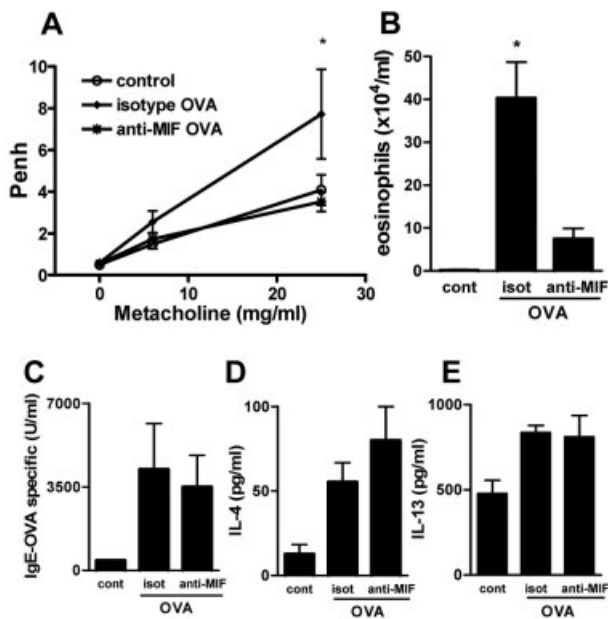 A
*
10
8
6
4
2
0
Penh
control
isotype OVA
anti-MIF OVA
0 10 20 30
Metacholine (mg/ml)
B
*
50
40
30
20
10
0
eosinophils (x10⁴/ml)
cont isot anti-MIF
OVA
C
7000
3500
0
IgE-OVA specific (U/ml)
cont isot anti-MIF
OVA
D
100
50
0
IL-4 (pg/ml)
cont isot anti-MIF
OVA
E
1000
500
0
IL-13 (pg/ml)
cont isot anti-MIF
OVA